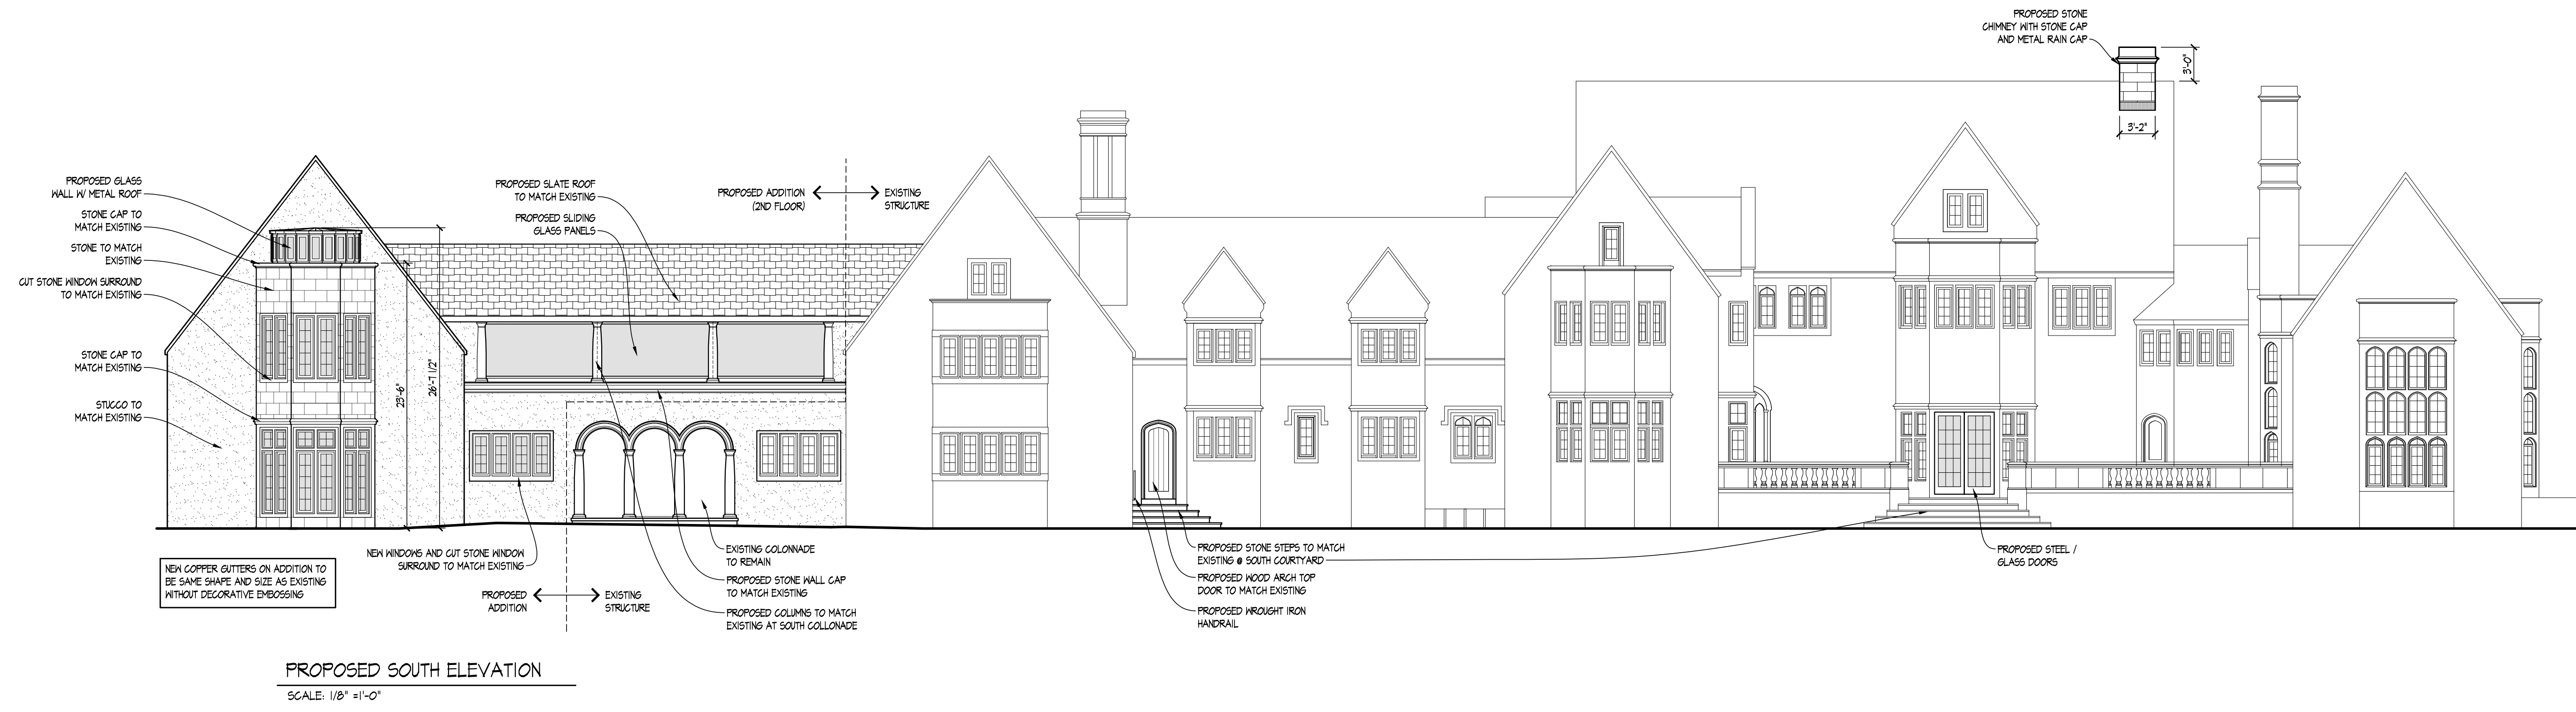 PROPOSED STONE
CHIMNEY WITH STONE CAP
AND METAL RAIN CAP
3'-0"
3'-2"
PROPOSED GLASS
WALL W/ METAL ROOF
STONE CAP TO
MATCH EXISTING
STONE TO MATCH
EXISTING
CUT STONE WINDOW SURROUND
TO MATCH EXISTING
STONE CAP TO
MATCH EXISTING
STUCCO TO
MATCH EXISTING
23'-6"
26'-7 1/2"
PROPOSED SLATE ROOF
TO MATCH EXISTING
PROPOSED SLIDING
GLASS PANELS
PROPOSED ADDITION
(2ND FLOOR)
EXISTING
STRUCTURE
NEW COPPER GUTTERS ON ADDITION TO
BE SAME SHAPE AND SIZE AS EXISTING
WITHOUT DECORATIVE EMBOSSING
NEW WINDOWS AND CUT STONE WINDOW
SURROUND TO MATCH EXISTING
PROPOSED
ADDITION
EXISTING
STRUCTURE
EXISTING COLONNADE
TO REMAIN
PROPOSED STONE WALL CAP
TO MATCH EXISTING
PROPOSED COLUMNS TO MATCH
EXISTING AT SOUTH COLLONADE
PROPOSED STONE STEPS TO MATCH
EXISTING @ SOUTH COURTYARD
PROPOSED WOOD ARCH TOP
DOOR TO MATCH EXISTING
PROPOSED WROUGHT IRON
HANDRAIL
PROPOSED STEEL /
GLASS DOORS
PROPOSED SOUTH ELEVATION
SCALE: 1/8" =1'-0"